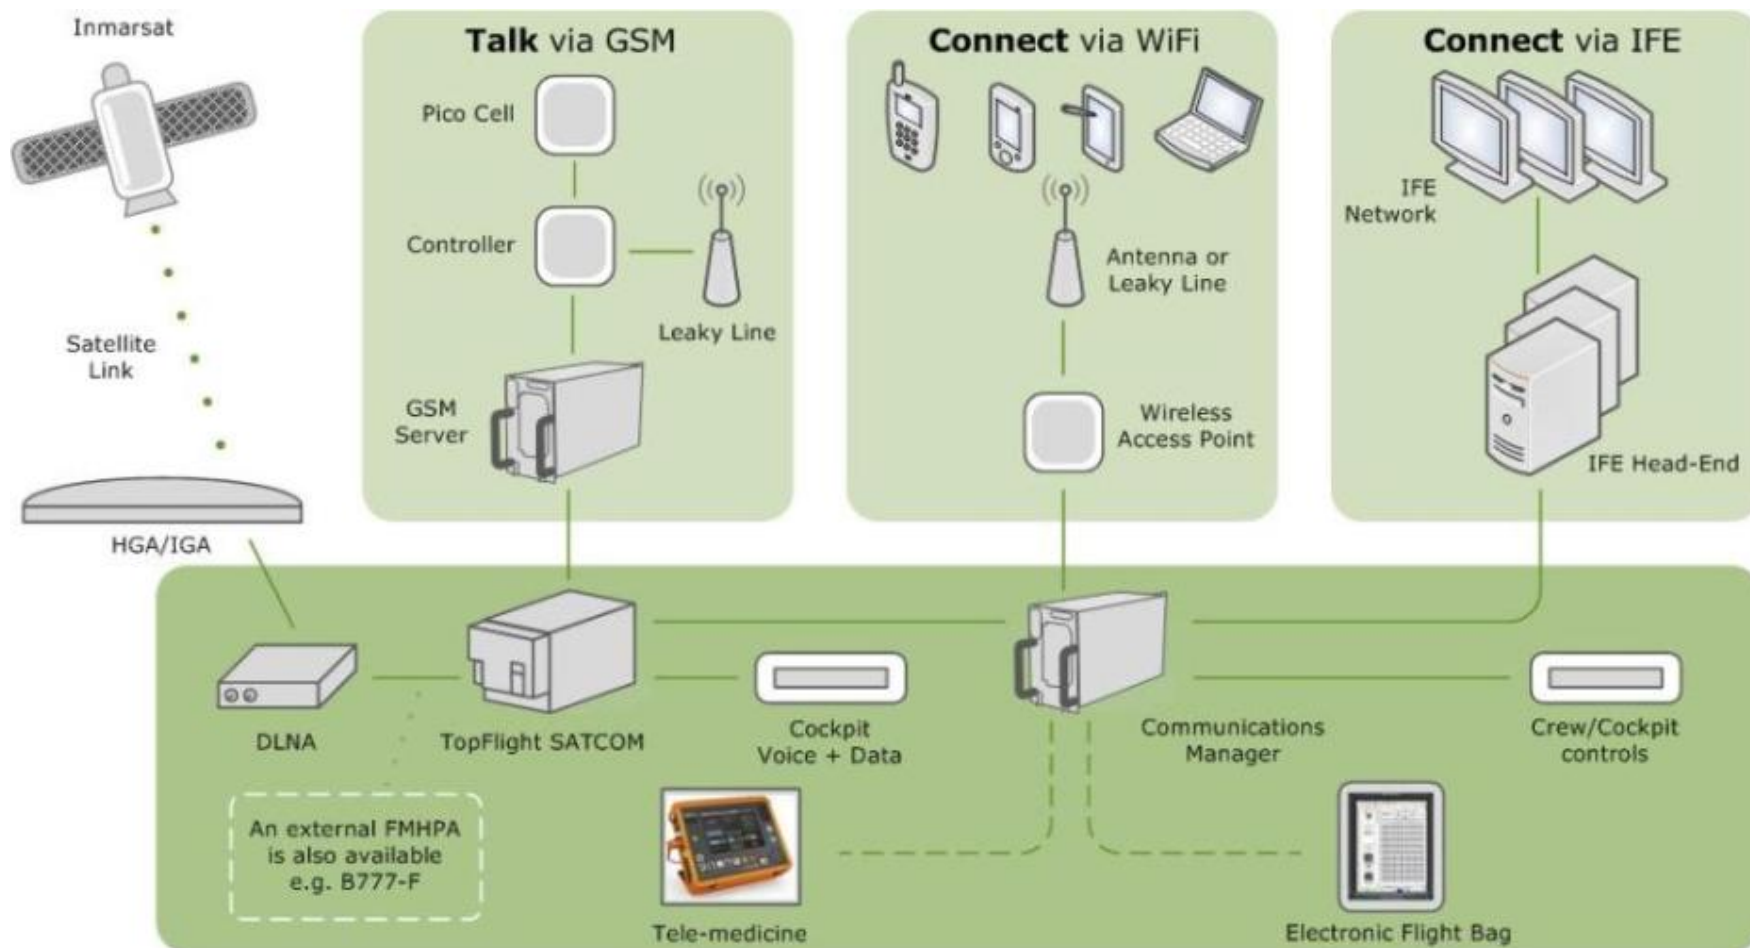 Inmarsat
Satellite
Link
HGA/IGA
Talk via GSM
Pico Cell
Controller
Leaky Line
GSM
Server
Connect via WiFi
Antenna or
Leaky Line
Wireless
Access Point
Connect via IFE
IFE
Network
IFE Head-End
DLNA
TopFlight SATCOM
Cockpit
Voice + Data
Communications
Manager
Crew/Cockpit
controls
An external FMHPA
is also available
e.g. B777-F
Tele-medicine
Electronic Flight Bag